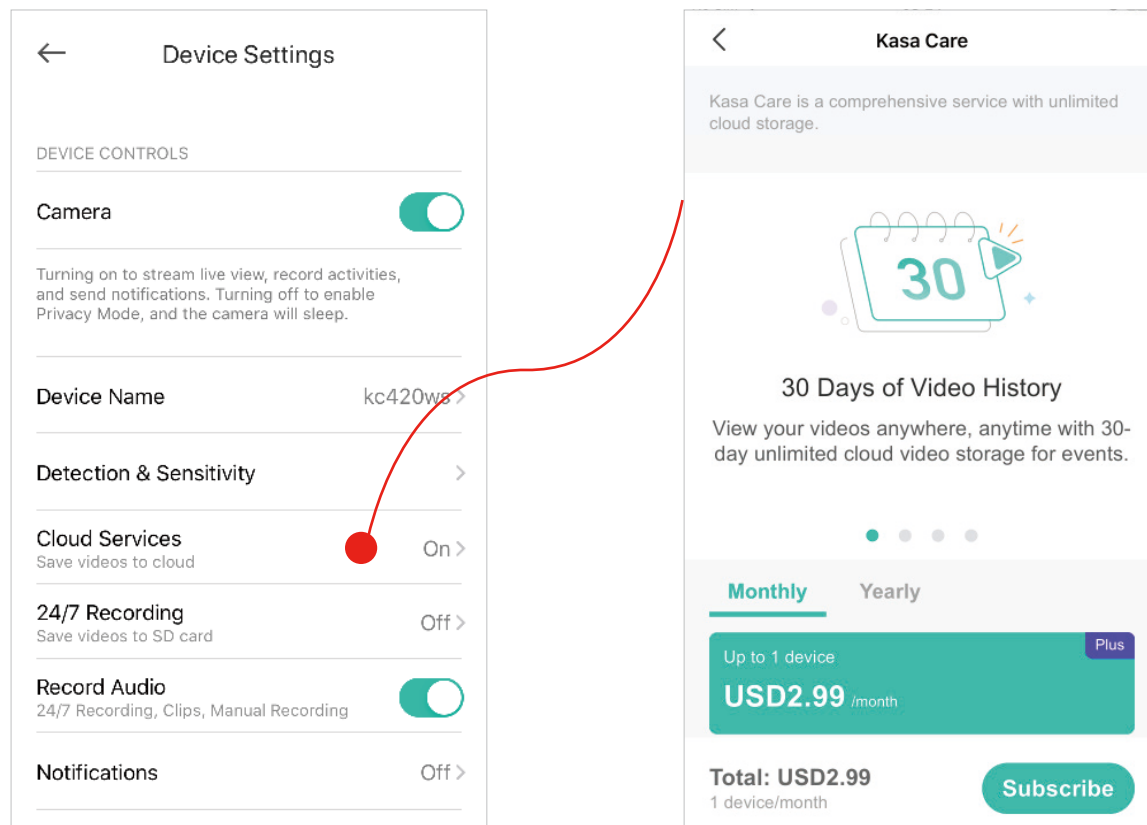 Device Settings
DEVICE CONTROLS
Camera
Turning on to stream live view, record activities,
and send notifications. Turning off to enable
Privacy Mode, and the camera will sleep.
Device Name
kc420ws
Detection & Sensitivity
Cloud Services
Save videos to cloud
On
24/7 Recording
Save videos to SD card
Off
Record Audio
24/7 Recording, Clips, Manual Recording
Notifications
Off
Kasa Care
Kasa Care is a comprehensive service with unlimited
cloud storage.
30
30 Days of Video History
View your videos anywhere, anytime with 30-
day unlimited cloud video storage for events.
Monthly
Yearly
Plus
Up to 1 device
USD2.99 /month
Total: USD2.99
1 device/month
Subscribe